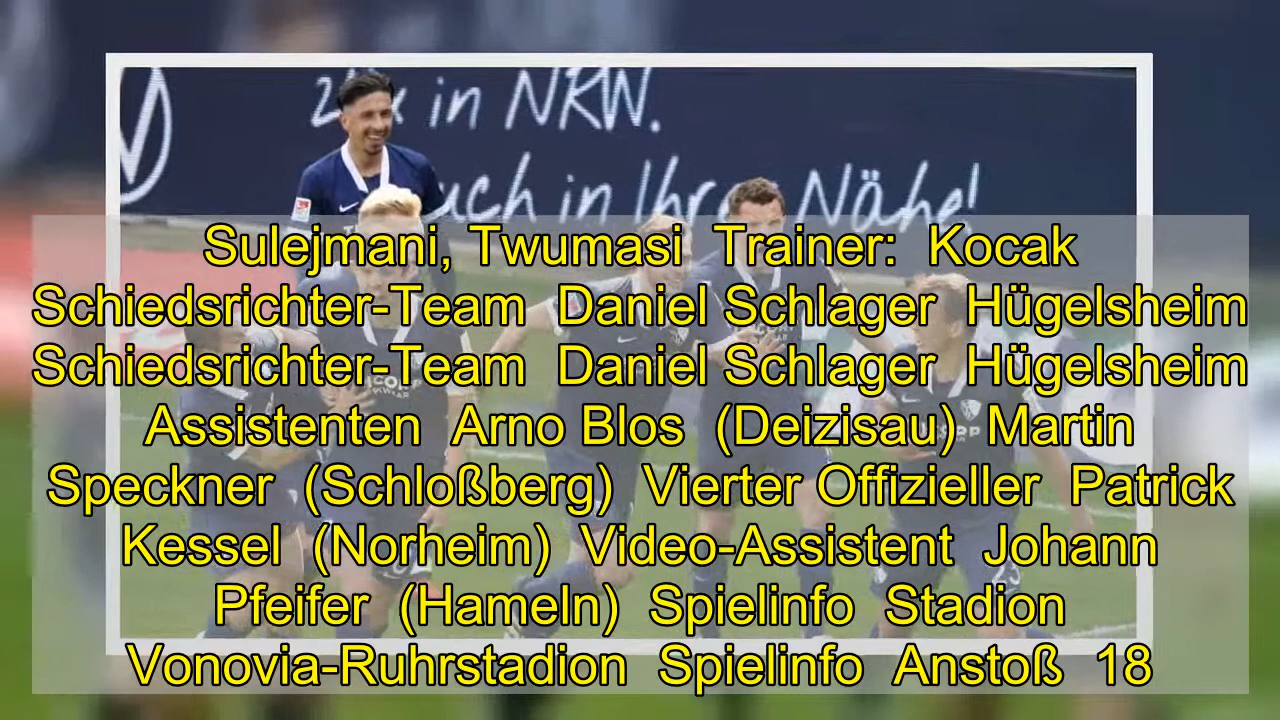 2 x in NRW.
auch in Ihrer Nähe!
Sulejmani, Twumasi Trainer: Kocak
Schiedsrichter-Team Daniel Schlager Hügelsheim
Schiedsrichter-Team Daniel Schlager Hügelsheim
Assistenten Arno Blos (Deizisau) Martin
Speckner (Schloßberg) Vierter Offizieller Patrick
Kessel (Norheim) Video-Assistent Johann
Pfeifer (Hameln) Spielinfo Stadion
Vonovia-Ruhrstadion Spielinfo Anstoß 18